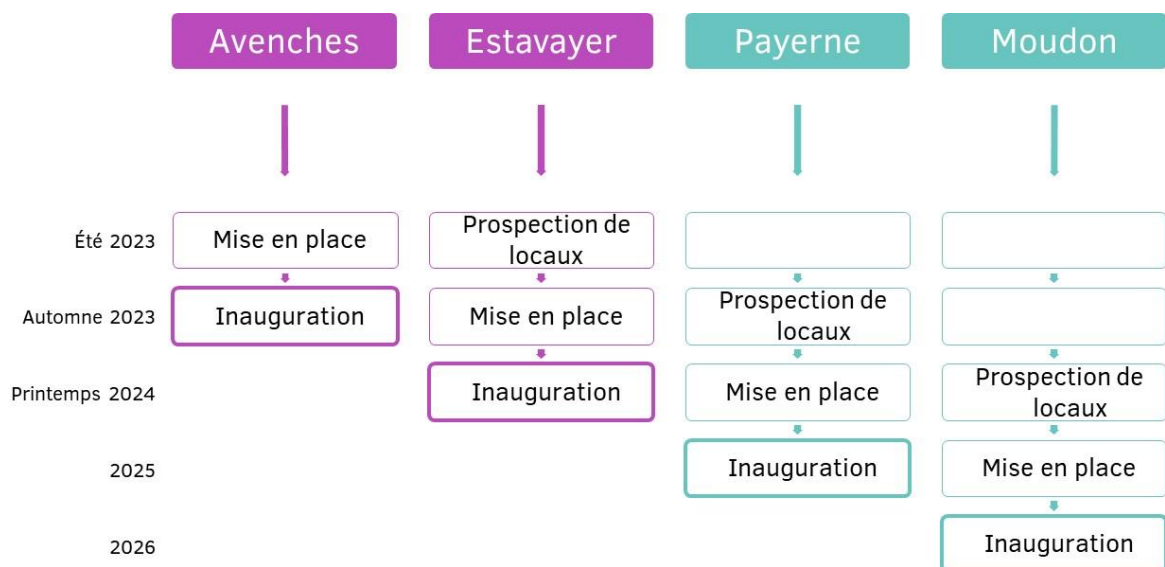 Avenches Estavayer Payerne Moudon
Été 2023 Mise en place Prospection de
locaux
Automne 2023 Inauguration Mise en place Prospection de
locaux
Printemps 2024 Inauguration Mise en place Prospection de
locaux
2025 Inauguration Mise en place
2026 Inauguration